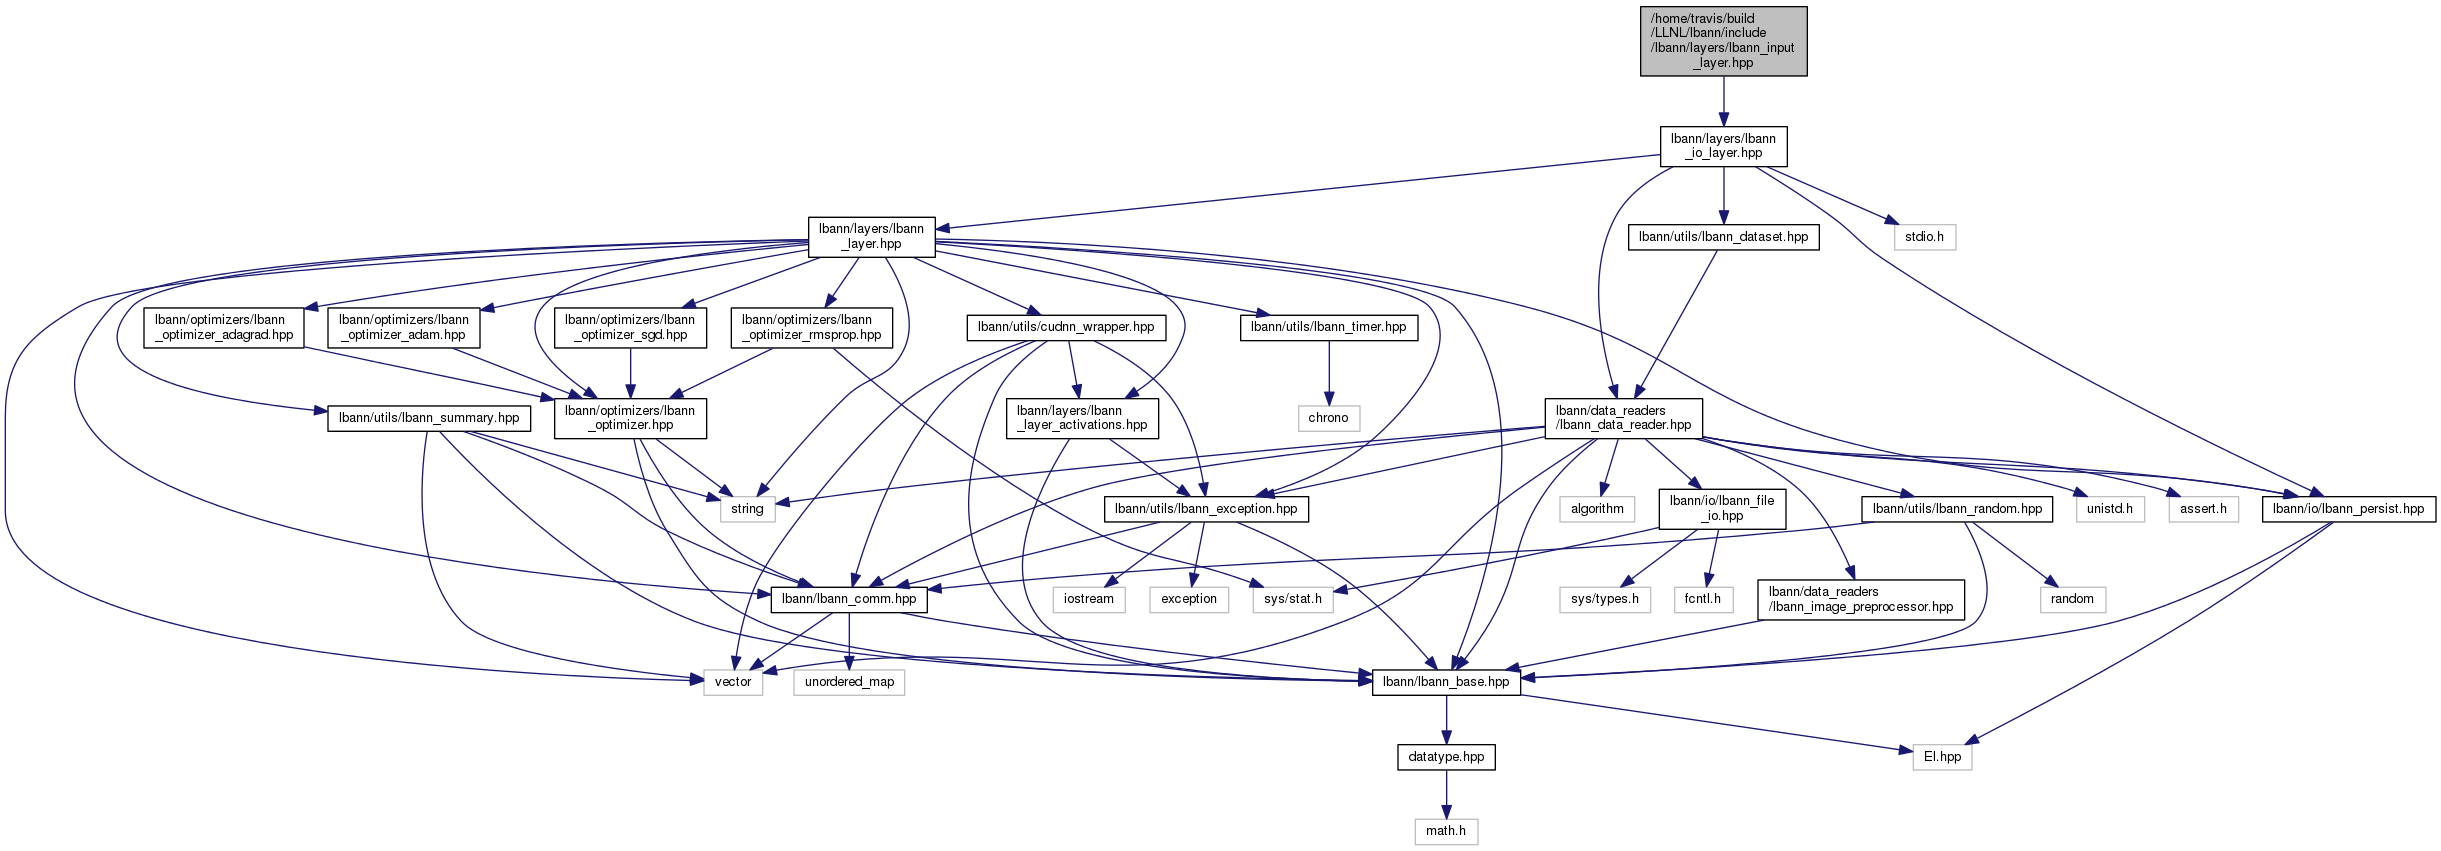 /home/travis/build
/LLNL/lbann/include
/lbann/layers/lbann_input
_layer.hpp
lbann/layers/lbann
_io_layer.hpp
lbann/layers/lbann
_layer.hpp
lbann/utils/lbann_dataset.hpp
stdio.h
lbann/optimizers/lbann
_optimizer_adagrad.hpp
lbann/optimizers/lbann
_optimizer_adam.hpp
lbann/optimizers/lbann
_optimizer_sgd.hpp
lbann/optimizers/lbann
_optimizer_rmsprop.hpp
lbann/utils/cudnn_wrapper.hpp
lbann/utils/lbann_timer.hpp
lbann/utils/lbann_summary.hpp
lbann/optimizers/lbann
_optimizer.hpp
lbann/layers/lbann
_layer_activations.hpp
chrono
lbann/data_readers
/lbann_data_reader.hpp
string
lbann/utils/lbann_exception.hpp
algorithm
lbann/io/lbann_file
_io.hpp
lbann/utils/lbann_random.hpp
unistd.h
assert.h
lbann/io/lbann_persist.hpp
lbann/lbann_comm.hpp
iostream
exception
sys/stat.h
sys/types.h
fcntl.h
lbann/data_readers
/lbann_image_preprocessor.hpp
random
vector
unordered_map
lbann/lbann_base.hpp
datatype.hpp
El.hpp
math.h